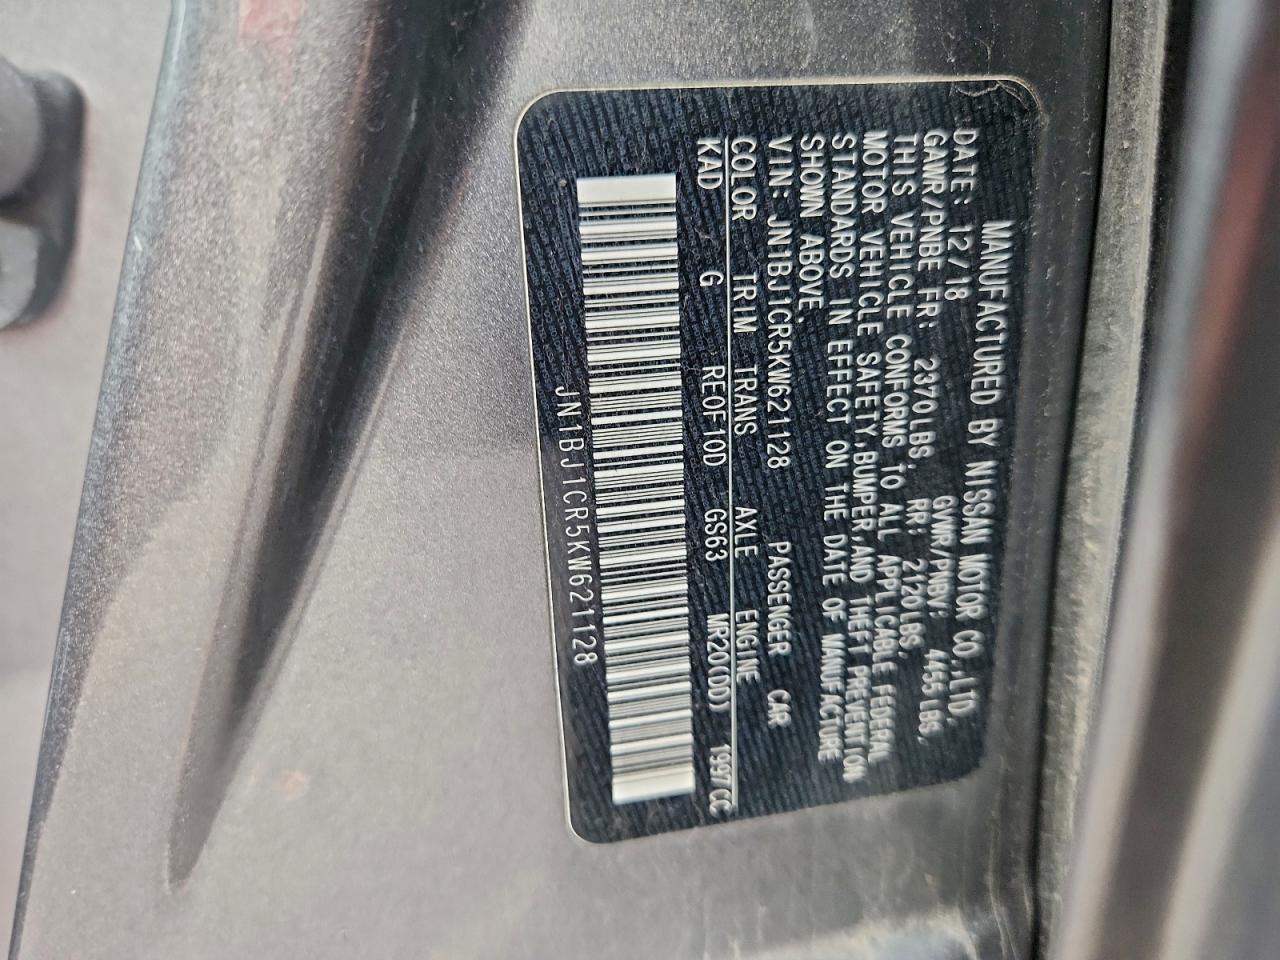 MANUFACTURED BY NISSAN MOTOR CO.,LTD.
DATE: 12/18 GVWR/PNBV: 4455 LBS,
GAWR/PNBE FR: 2370LBS, RR: 2120LBS
THIS VEHICLE CONFORMS TO ALL APPLICABLE FEDERAL
MOTOR VEHICLE SAFETY,BUMPER,AND THEFT PREVENTION
STANDARDS IN EFFECT ON THE DATE OF MANUFACTURE
SHOWN ABOVE.
VIN: JN1BJ1CR5KW621128 PASSENGER CAR
COLOR TRIM TRANS AXLE ENGINE
KAD G RE0F10D GS63 MR20(DD) 1997CC
JN1BJ1CR5KW621128